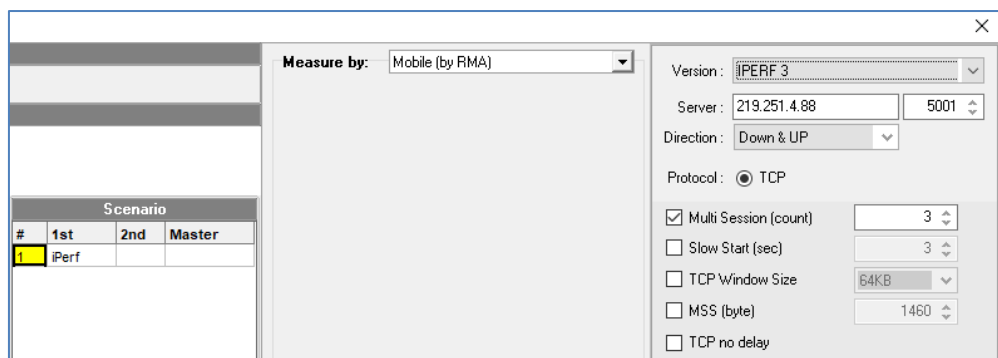 Scenario
# 1st 2nd Master
1 iPerf
Measure by: Mobile (by RMA)
Version : IPERF 3
Server : 219.251.4.88 5001
Direction : Down & UP
Protocol : TCP
Multi Session (count) 3
Slow Start (sec) 3
TCP Window Size 64KB
MSS (byte) 1460
TCP no delay